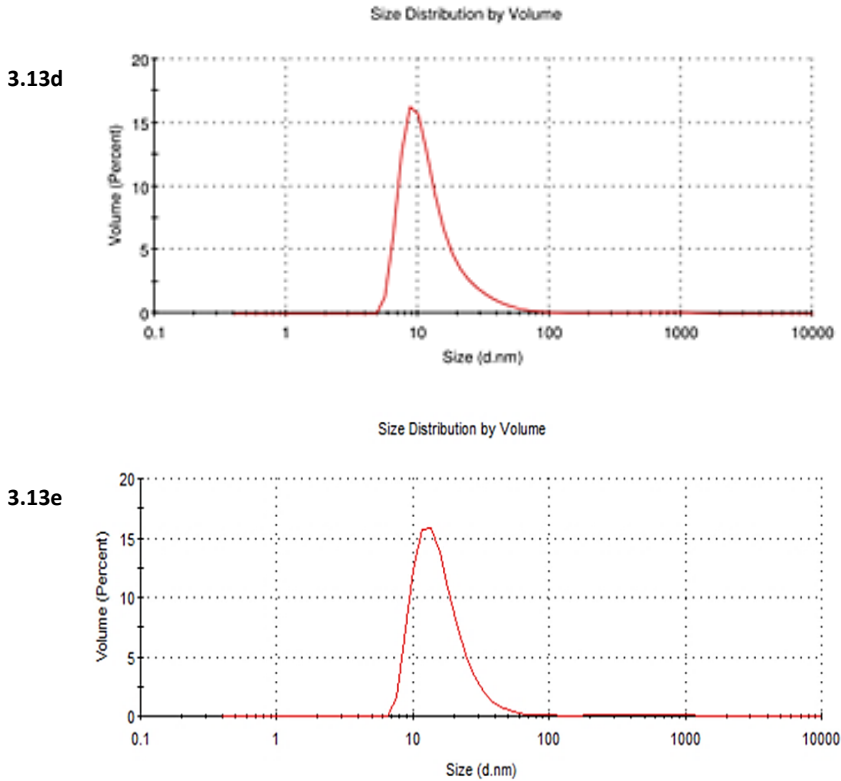 Size Distribution by Volume
3.13d
Volume (Percent)
20
15
10
5
0
0.1 1 10 100 1000 10000
Size (d.nm)
Size Distribution by Volume
3.13e
Volume (Percent)
20
15
10
5
0
0.1 1 10 100 1000 10000
Size (d.nm)